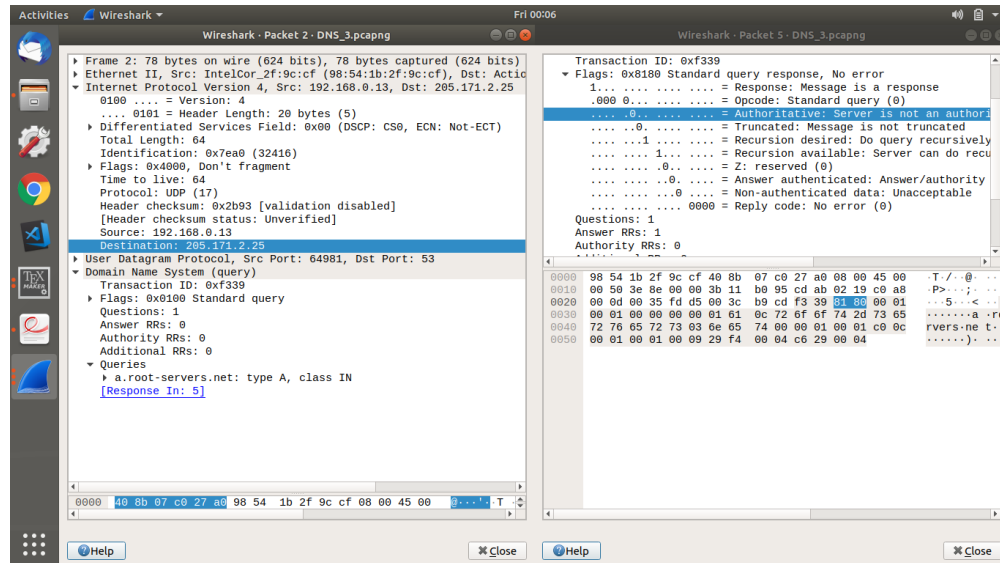 Activities Wireshark Fri 00:06
Wireshark · Packet 2 · DNS_3.pcapng
Frame 2: 78 bytes on wire (624 bits), 78 bytes captured (624 bits)
Ethernet II, Src: IntelCor_2f:9c:cf (98:54:1b:2f:9c:cf), Dst: Actio
Internet Protocol Version 4, Src: 192.168.0.13, Dst: 205.171.2.25
0100 .... = Version: 4
.... 0101 = Header Length: 20 bytes (5)
Differentiated Services Field: 0x00 (DSCP: CS0, ECN: Not-ECT)
Total Length: 64
Identification: 0x7ea0 (32416)
Flags: 0x4000, Don't fragment
Time to live: 64
Protocol: UDP (17)
Header checksum: 0x2b93 [validation disabled]
[Header checksum status: Unverified]
Source: 192.168.0.13
Destination: 205.171.2.25
User Datagram Protocol, Src Port: 64981, Dst Port: 53
Domain Name System (query)
Transaction ID: 0xf339
Flags: 0x0100 Standard query
Questions: 1
Answer RRs: 0
Authority RRs: 0
Additional RRs: 0
Queries
a.root-servers.net: type A, class IN
[Response In: 5]
0000 40 8b 07 c0 27 a0 98 54 1b 2f 9c cf 08 00 45 00 @···'··T
Help Close
Wireshark · Packet 5 · DNS_3.pcapng
Transaction ID: 0xf339
Flags: 0x8180 Standard query response, No error
1... .... .... .... = Response: Message is a response
.000 0... .... .... = Opcode: Standard query (0)
.... .0.. .... .... = Authoritative: Server is not an authori
.... ..0. .... .... = Truncated: Message is not truncated
.... ...1 .... .... = Recursion desired: Do query recursively
.... .... 1... .... = Recursion available: Server can do recu
.... .... .0.. .... = Z: reserved (0)
.... .... ..0. .... = Answer authenticated: Answer/authority
.... .... ...0 .... = Non-authenticated data: Unacceptable
.... .... .... 0000 = Reply code: No error (0)
Questions: 1
Answer RRs: 1
Authority RRs: 0
0000 98 54 1b 2f 9c cf 40 8b 07 c0 27 a0 08 00 45 00 ·T·/··@· ··
0010 00 50 3e 8e 00 00 3b 11 b0 95 cd ab 02 19 c0 a8 ·P>···;· ··
0020 00 0d 00 35 fd d5 00 3c b9 cd f3 39 81 80 00 01 ···5···<
0030 00 01 00 00 00 00 01 61 0c 72 6f 6f 74 2d 73 65 ·······a ·r
0040 72 76 65 72 73 03 6e 65 74 00 00 01 00 01 c0 0c rvers·ne t·
0050 00 01 00 01 00 09 29 f4 00 04 c6 29 00 04 ······)· ··
Help Close
TEX MAKER